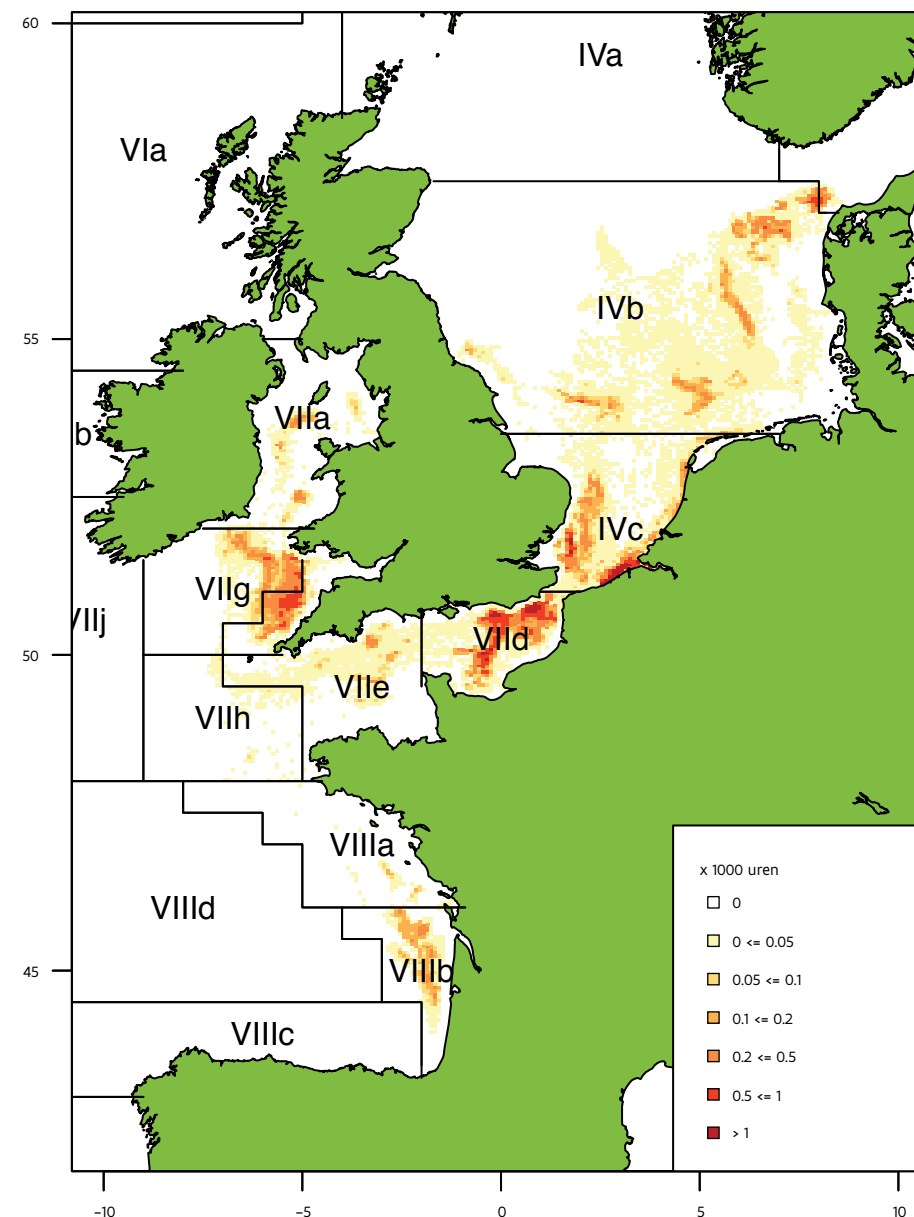 60
IVa
VIa
IVb
55
VIIa
b
IVc
VIIg
VIIj
VIId
50
VIIe
VIIh
VIIIa
x 1000 uren
0
VIIId
0 <= 0.05
45
VIIIb
0.05 <= 0.1
0.1 <= 0.2
VIIIc
0.2 <= 0.5
0.5 <= 1
> 1
−10
−5
0
5
10